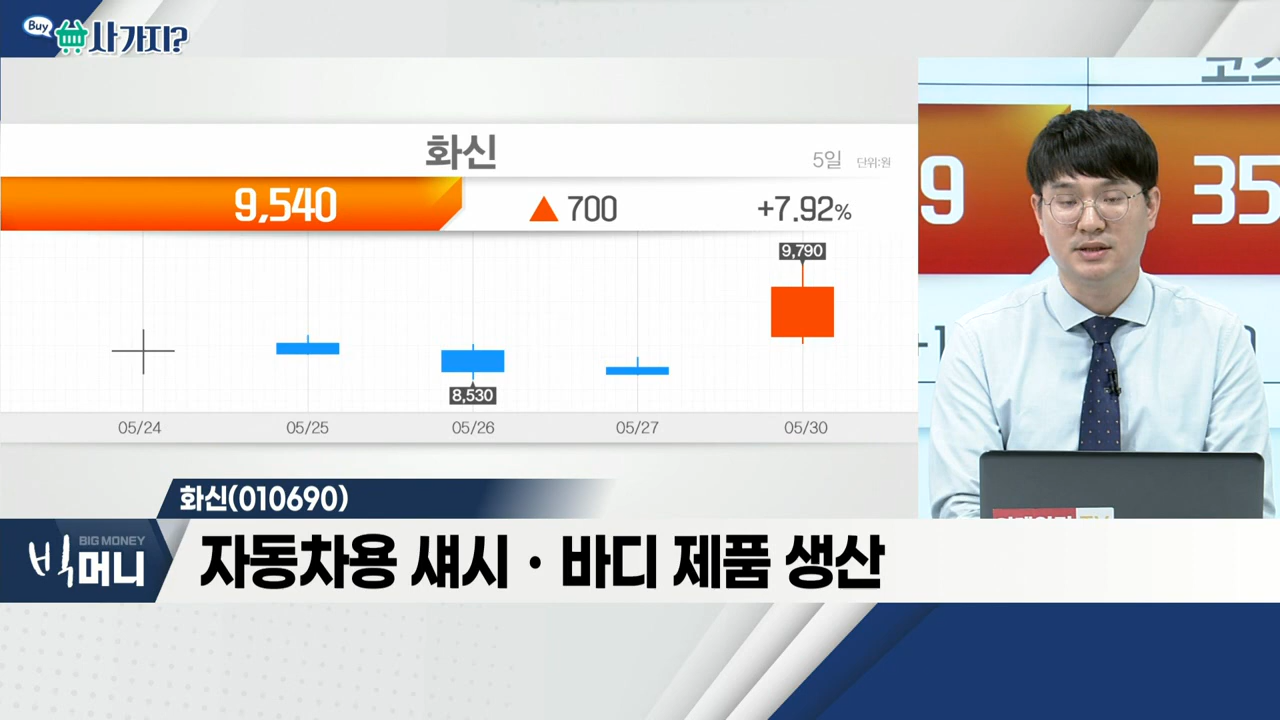 Buy 사가지?
화신
5일 단위:원
9,540 ▲ 700 +7.92%
9,790
8,530
05/24 05/25 05/26 05/27 05/30
9
35
화신(010690)
BIG MONEY
빅머니
자동차용 섀시·바디 제품 생산